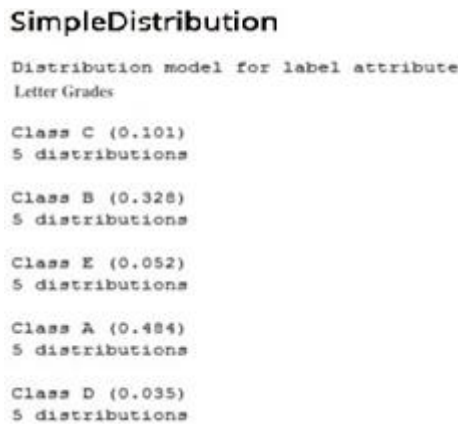 SimpleDistribution
Distribution model for label attribute
Letter Grades
Class C (0.101)
5 distributions
Class B (0.328)
5 distributions
Class E (0.052)
5 distributions
Class A (0.484)
5 distributions
Class D (0.035)
5 distributions